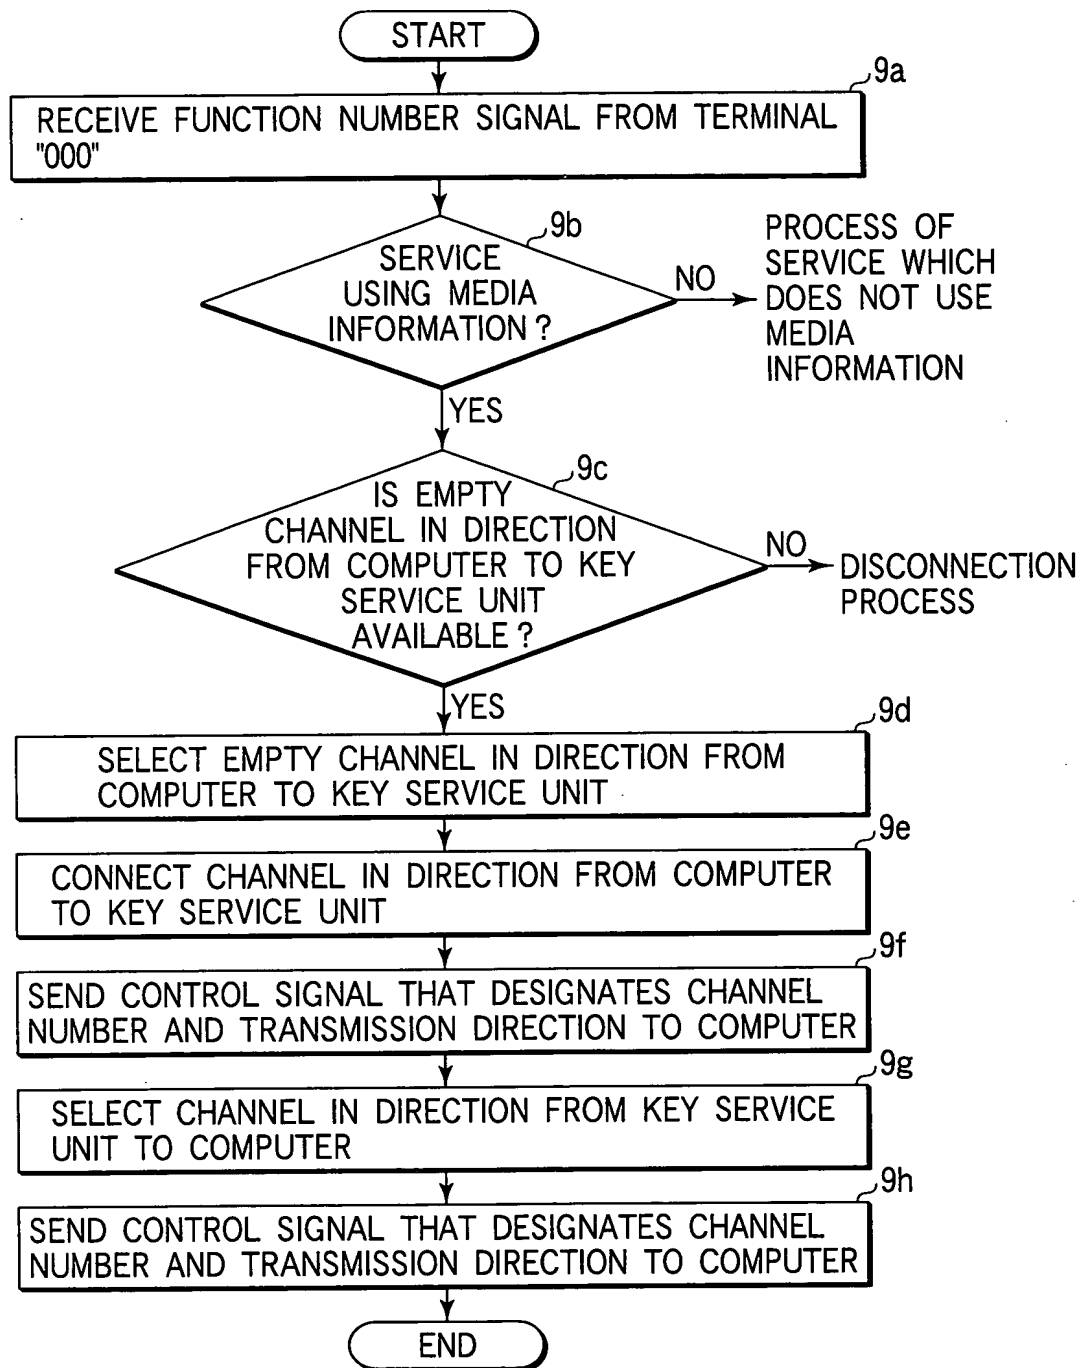 START
9a
RECEIVE FUNCTION NUMBER SIGNAL FROM TERMINAL
"000"
9b
SERVICE
USING MEDIA
INFORMATION?
NO
PROCESS OF
SERVICE WHICH
DOES NOT USE
MEDIA
INFORMATION
YES
9c
IS EMPTY
CHANNEL IN DIRECTION
FROM COMPUTER TO KEY
SERVICE UNIT
AVAILABLE?
NO
DISCONNECTION
PROCESS
YES
9d
SELECT EMPTY CHANNEL IN DIRECTION FROM
COMPUTER TO KEY SERVICE UNIT
9e
CONNECT CHANNEL IN DIRECTION FROM COMPUTER
TO KEY SERVICE UNIT
9f
SEND CONTROL SIGNAL THAT DESIGNATES CHANNEL
NUMBER AND TRANSMISSION DIRECTION TO COMPUTER
9g
SELECT CHANNEL IN DIRECTION FROM KEY SERVICE
UNIT TO COMPUTER
9h
SEND CONTROL SIGNAL THAT DESIGNATES CHANNEL
NUMBER AND TRANSMISSION DIRECTION TO COMPUTER
END